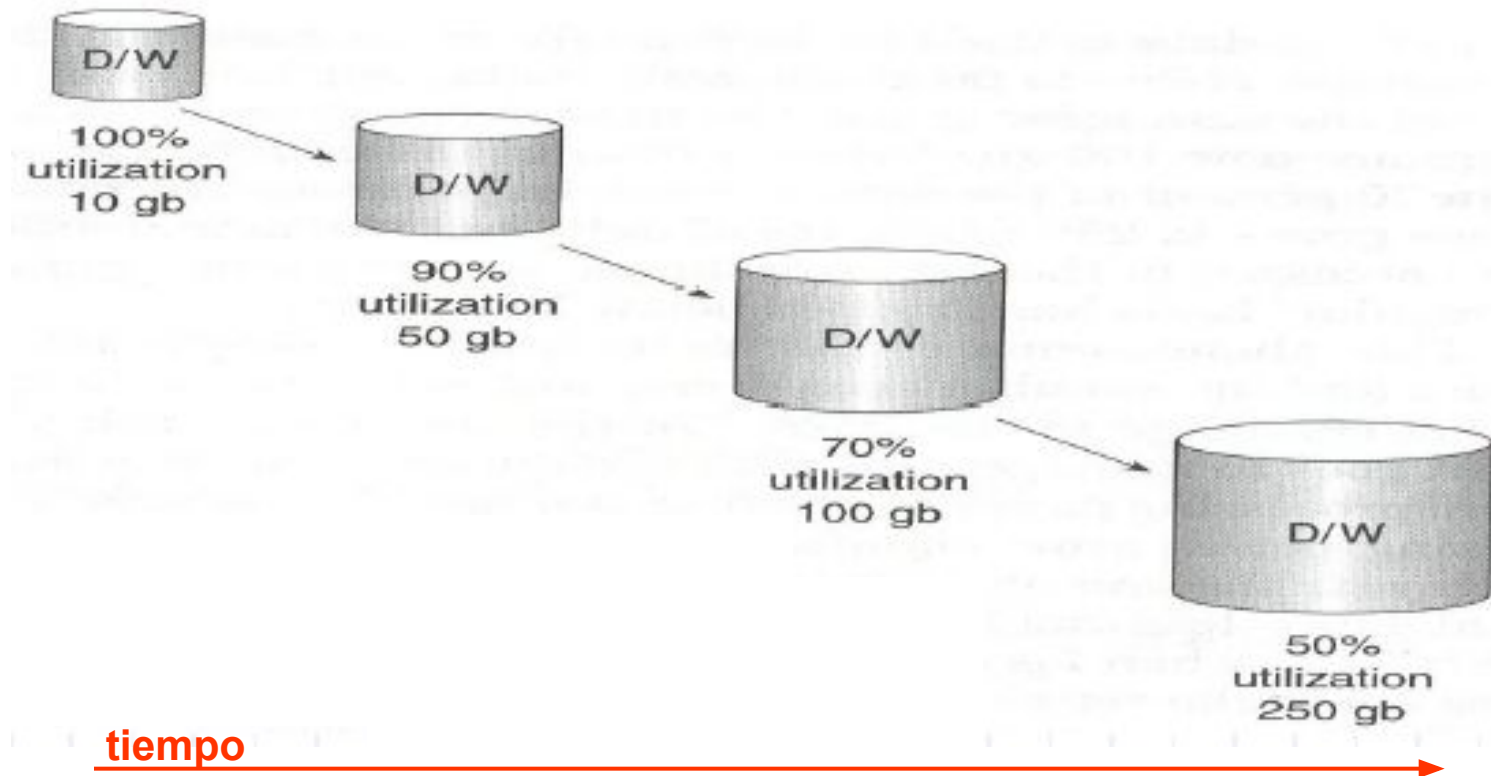 D/W
100%
utilization
10 gb
D/W
90%
utilization
50 gb
D/W
70%
utilization
100 gb
D/W
50%
utilization
250 gb
tiempo